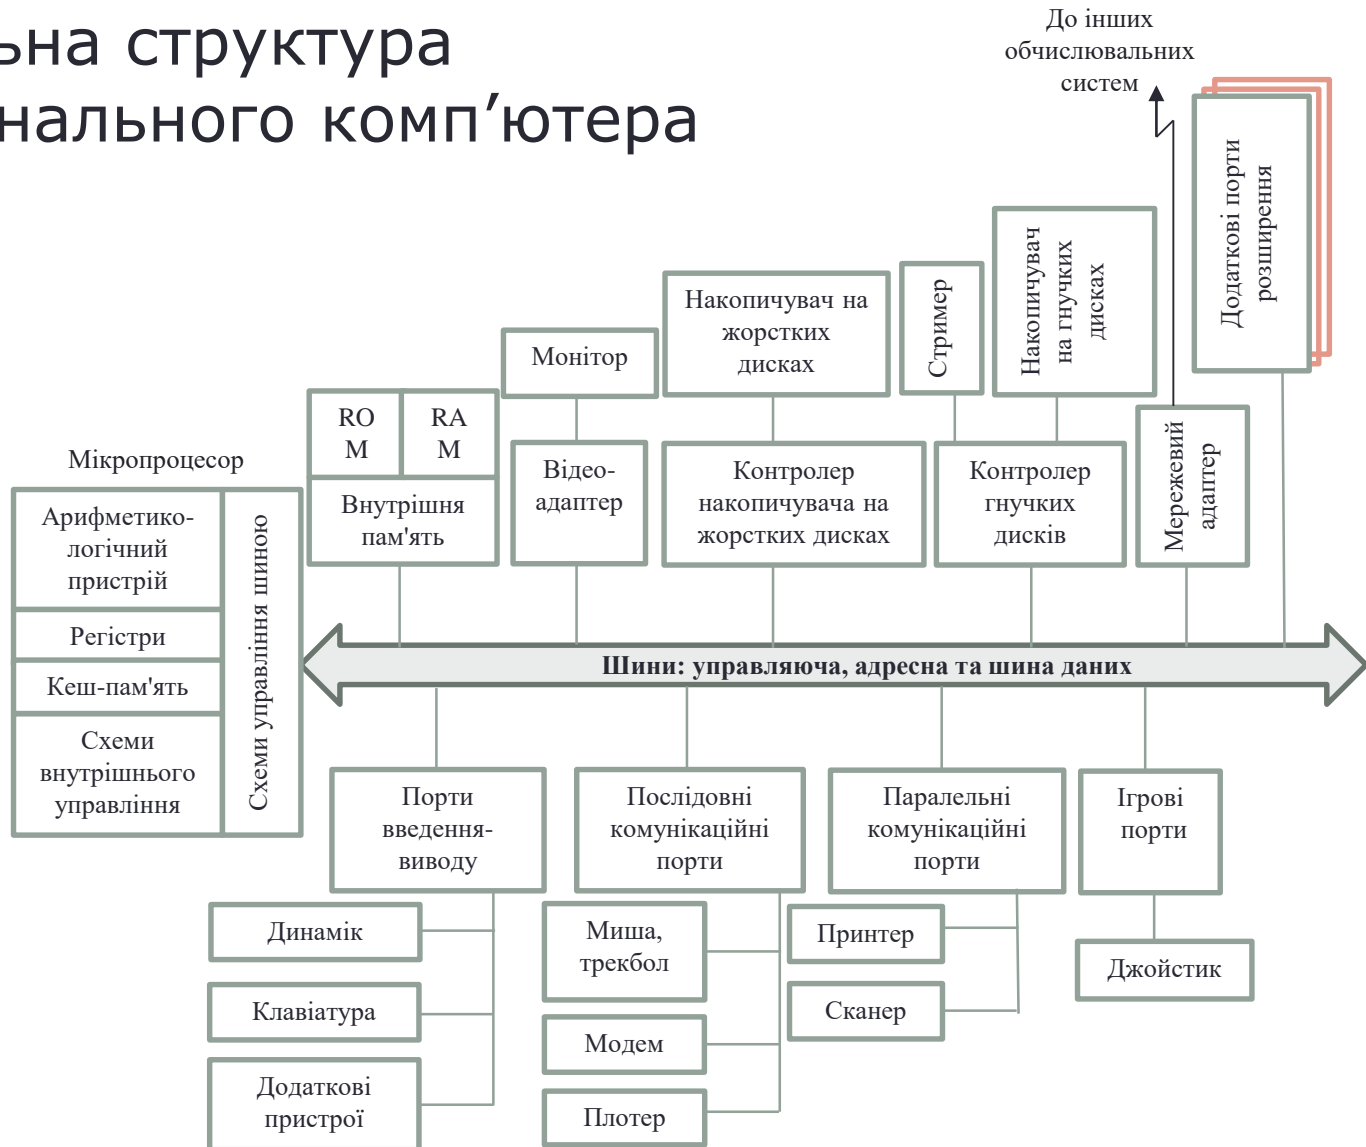 ьна структура
нального комп’ютера
До інших
обчислювальних
систем
Додаткові порти
розширення
Накопичувач
на гнучких
дисках
Стример
Накопичувач на
жорстких
дисках
Монітор
RO
M
RA
M
Внутрішня
пам'ять
Відео-
адаптер
Контролер
накопичувача на
жорстких дисках
Контролер
гнучких
дисків
Мережевий
адаптер
Мікропроцесор
Арифметико-
логічний
пристрій
Регістри
Кеш-пам'ять
Схеми
внутрішнього
управління
Схеми управління шиною
Шини: управляюча, адресна та шина даних
Порти
введення-
виводу
Послідовні
комунікаційні
порти
Паралельні
комунікаційні
порти
Ігрові
порти
Динамік
Клавіатура
Додаткові
пристрої
Миша,
трекбол
Модем
Плотер
Принтер
Сканер
Джойстик